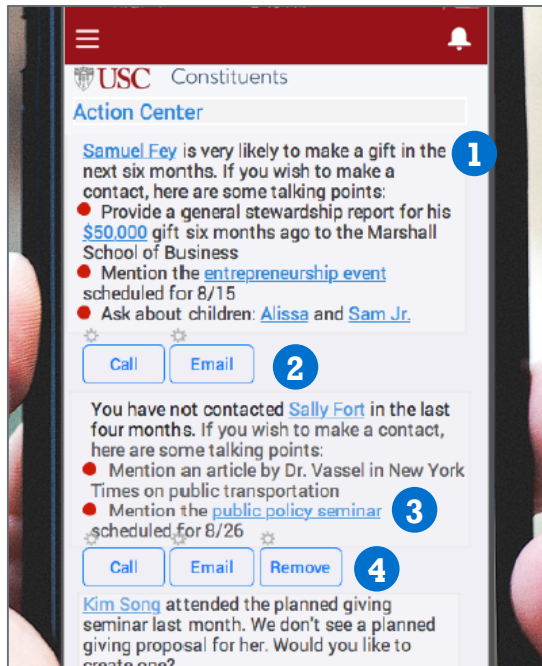 USC Constituents
Action Center
Samuel Fey is very likely to make a gift in the
1
next six months. If you wish to make a
contact, here are some talking points:
Provide a general stewardship report for his
$50,000 gift six months ago to the Marshall
School of Business
Mention the entrepreneurship event
scheduled for 8/15
Ask about children: Alissa and Sam Jr.
Call Email
2
You have not contacted Sally Fort in the last
four months. If you wish to make a contact,
here are some talking points:
Mention an article by Dr. Vassel in New York
Times on public transportation
Mention the public policy seminar
3
scheduled for 8/26
Call Email Remove
4
Kim Song attended the planned giving
seminar last month. We don't see a planned
giving proposal for her. Would you like to
create one?